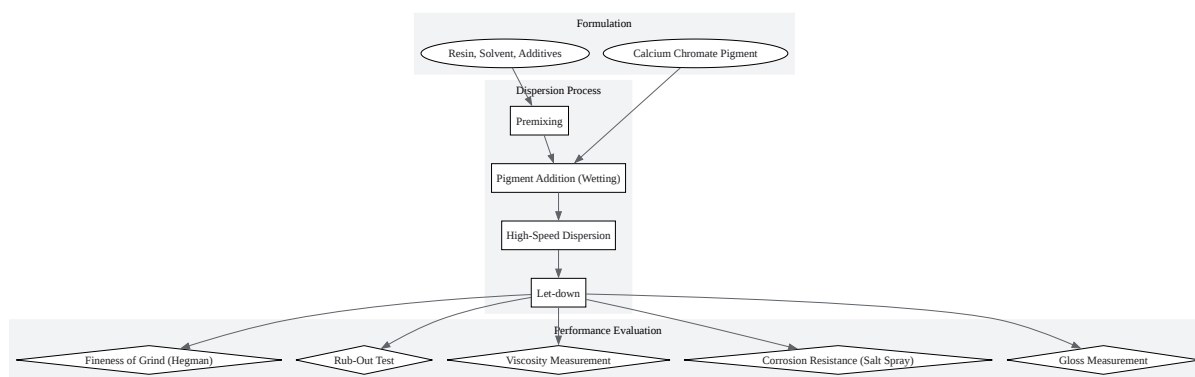 Formulation
Resin, Solvent, Additives
Calcium Chromate Pigment
Dispersion Process
Premixing
Pigment Addition (Wetting)
High-Speed Dispersion
Let-down
Performance Evaluation
Fineness of Grind (Hegman)
Rub-Out Test
Viscosity Measurement
Corrosion Resistance (Salt Spray)
Gloss Measurement